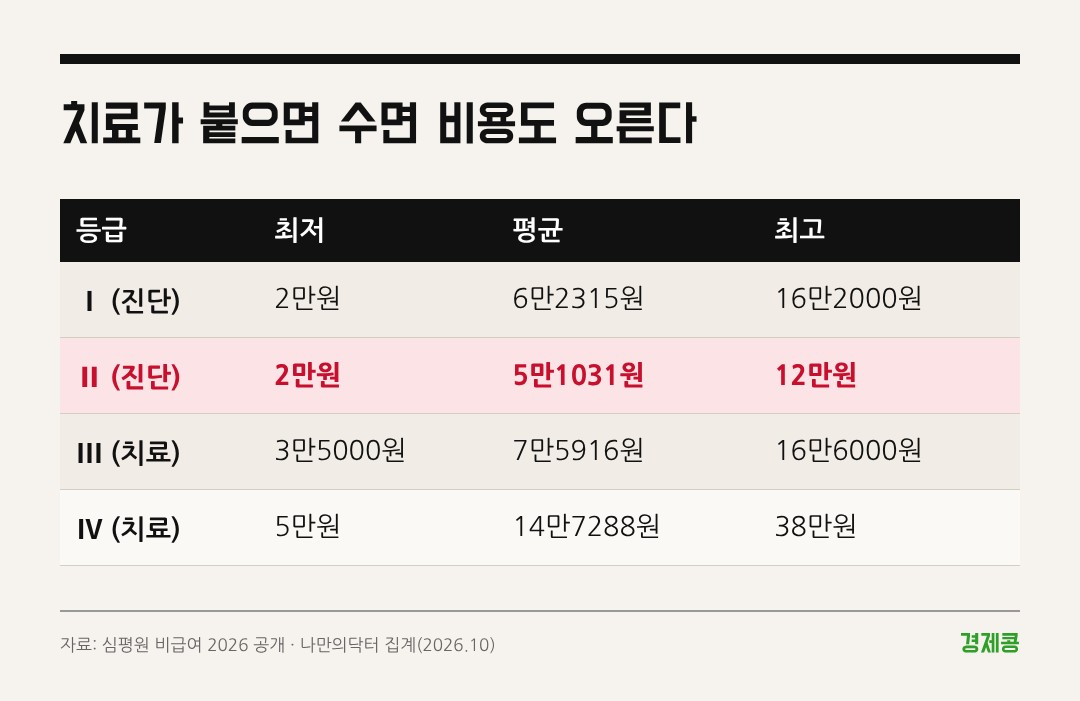 치료가 붙으면 수면 비용도 오른다
등급 최저 평균 최고
Ⅰ (진단) 2만원 6만2315원 16만2000원
Ⅱ (진단) 2만원 5만1031원 12만원
Ⅲ (치료) 3만5000원 7만5916원 16만6000원
Ⅳ (치료) 5만원 14만7288원 38만원
자료: 심평원 비급여 2026 공개 · 나만의닥터 집계(2026.10)
경제콩